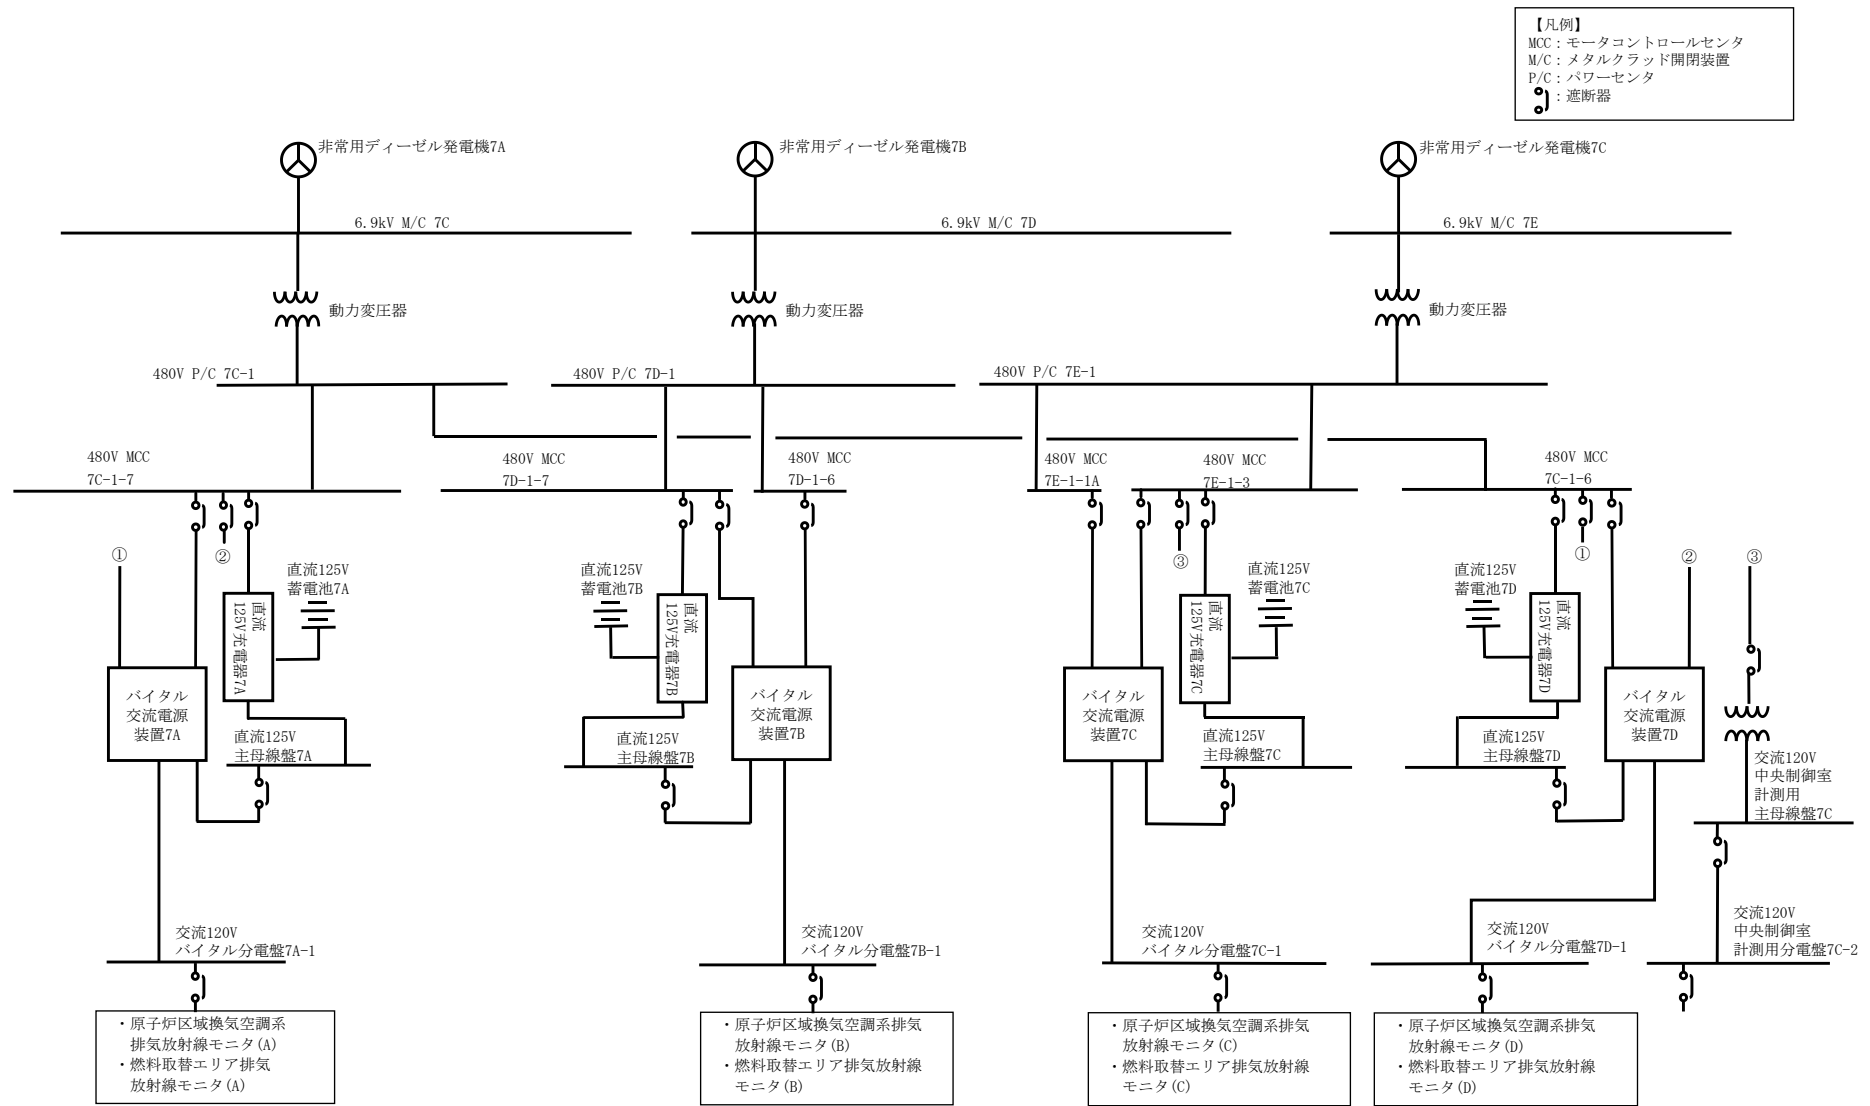 【凡例】
MCC：モータコントロールセンタ
M/C：メタルクラッド開閉装置
P/C：パワーセンタ
：遮断器
非常用ディーゼル発電機7A
非常用ディーゼル発電機7B
非常用ディーゼル発電機7C
6.9kV M/C 7C
6.9kV M/C 7D
6.9kV M/C 7E
動力変圧器
動力変圧器
動力変圧器
480V P/C 7C-1
480V P/C 7D-1
480V P/C 7E-1
480V MCC
7C-1-7
480V MCC
7D-1-7
480V MCC
7D-1-6
480V MCC
7E-1-1A
480V MCC
7E-1-3
480V MCC
7C-1-6
①
②
③
①
②
③
直流125V
蓄電池7A
直流
125V充電器7A
直流125V
蓄電池7B
直流
125V充電器7B
直流125V
蓄電池7C
直流
125V充電器7C
直流125V
蓄電池7D
直流
125V充電器7D
バイタル
交流電源
装置7A
直流125V
主母線盤7A
直流125V
主母線盤7B
バイタル
交流電源
装置7B
バイタル
交流電源
装置7C
直流125V
主母線盤7C
直流125V
主母線盤7D
バイタル
交流電源
装置7D
交流120V
中央制御室
計測用
主母線盤7C
交流120V
バイタル分電盤7A-1
交流120V
バイタル分電盤7B-1
交流120V
バイタル分電盤7C-1
交流120V
バイタル分電盤7D-1
交流120V
中央制御室
計測用分電盤7C-2
・原子炉区域換気空調系
排気放射線モニタ(A)
・燃料取替エリア排気
放射線モニタ(A)
・原子炉区域換気空調系排気
放射線モニタ(B)
・燃料取替エリア排気放射線
モニタ(B)
・原子炉区域換気空調系排気
放射線モニタ(C)
・燃料取替エリア排気放射線
モニタ(C)
・原子炉区域換気空調系排気
放射線モニタ(D)
・燃料取替エリア排気放射線
モニタ(D)